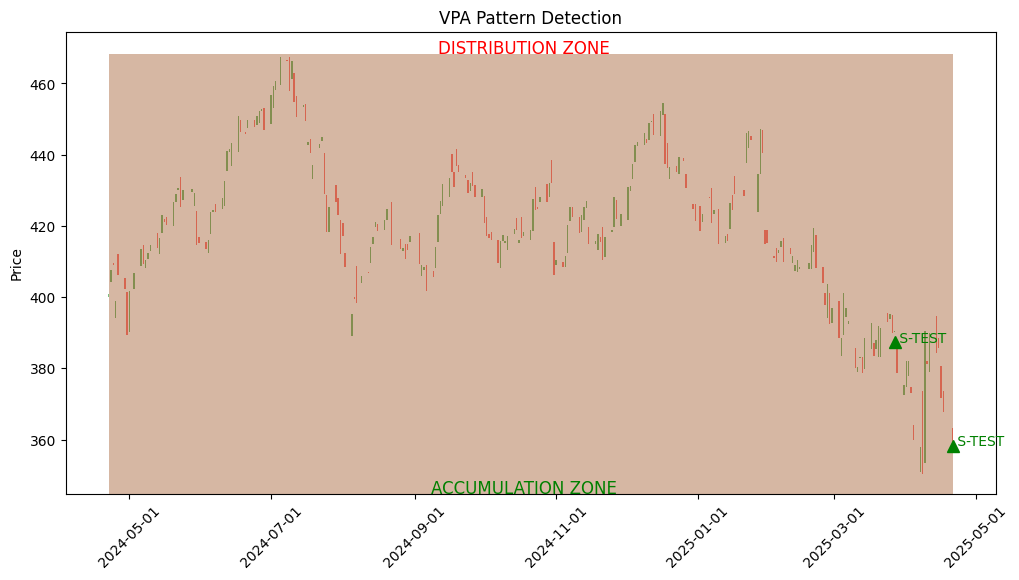 VPA Pattern Detection
DISTRIBUTION ZONE
460
440
420
400
380
360
Price
S-TEST
S-TEST
ACCUMULATION ZONE
2024-05-01
2024-07-01
2024-09-01
2024-11-01
2025-01-01
2025-03-01
2025-05-01